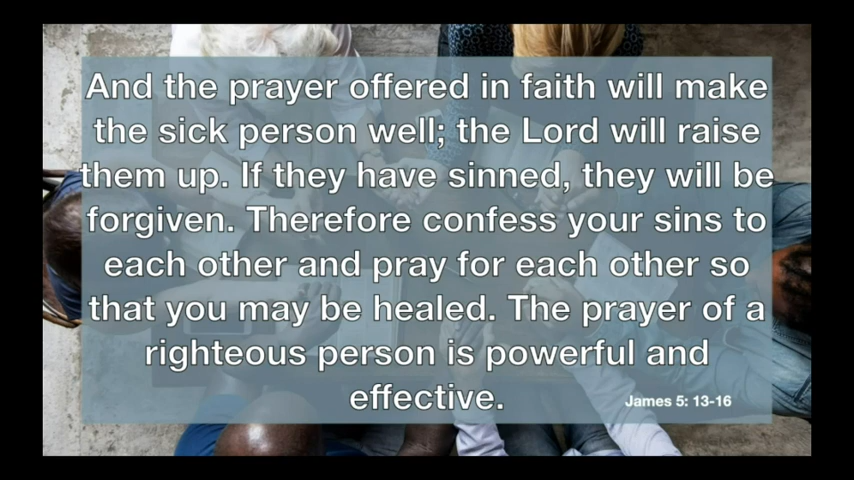 And the prayer offered in faith will make
the sick person well; the Lord will raise
them up. If they have sinned, they will be
forgiven. Therefore confess your sins to
each other and pray for each other so
that you may be healed. The prayer of a
righteous person is powerful and
effective.
James 5: 13-16